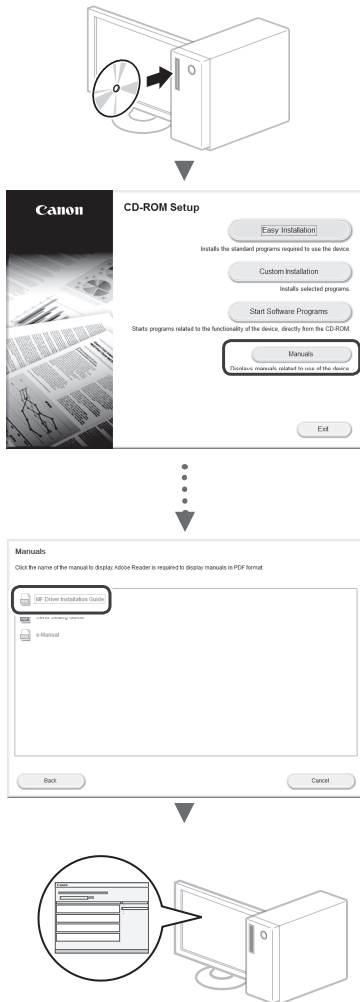 Canon
CD-ROM Setup
Easy Installation
Installs the standard programs required to use the device.
Custom Installation
Installs selected programs.
Start Software Programs
Starts programs related to the functionality of the device, directly from the CD-ROM.
Manuals
Displays manuals related to use of the device.
Exit
Manuals
Click the name of the manual to display. Adobe Reader is required to display manuals in PDF format.
MF Driver Installation Guide
Send Setting Guide
e-Manual
Back
Cancel